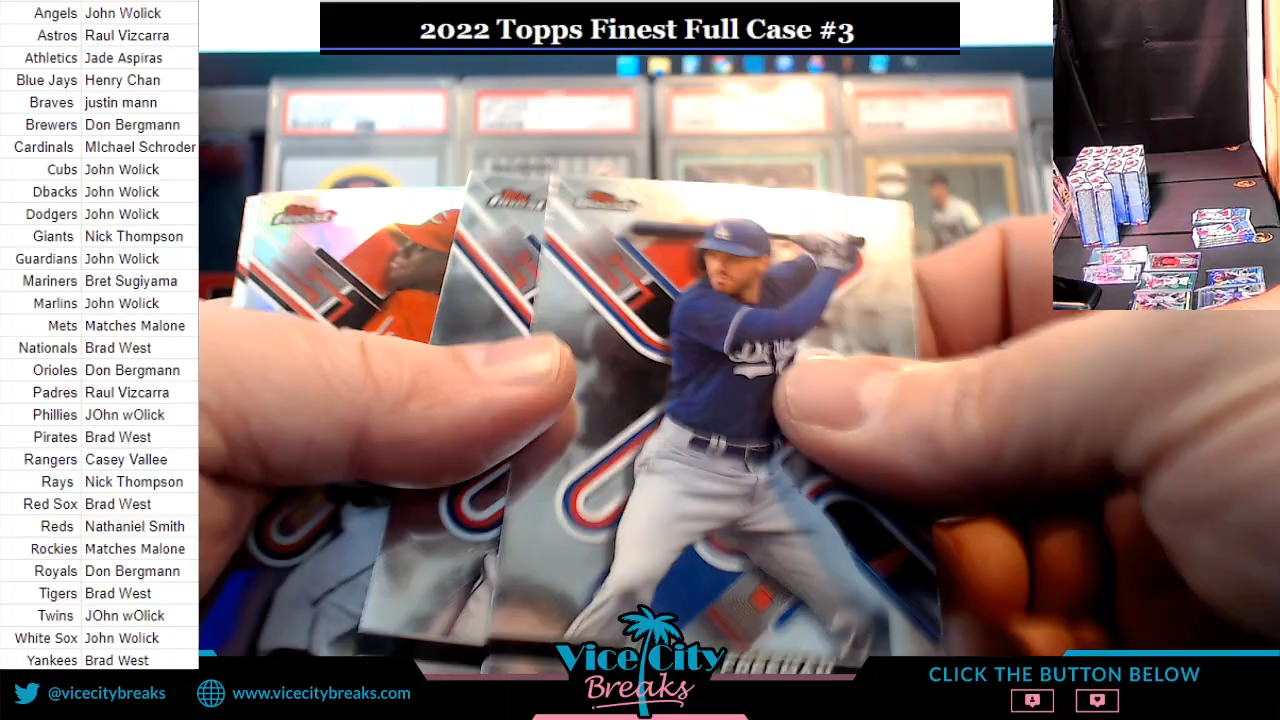 2022 Topps Finest Full Case #3
Angels John Wolick
Astros Raul Vizcarra
Athletics Jade Aspiras
Blue Jays Henry Chan
Braves justin mann
Brewers Don Bergmann
Cardinals MIchael Schroder
Cubs John Wolick
Dbacks John Wolick
Dodgers John Wolick
Giants Nick Thompson
Guardians John Wolick
Mariners Bret Sugiyama
Marlins John Wolick
Mets Matches Malone
Nationals Brad West
Orioles Don Bergmann
Padres Raul Vizcarra
Phillies JOhn wOlick
Pirates Brad West
Rangers Casey Vallee
Rays Nick Thompson
Red Sox Brad West
Reds Nathaniel Smith
Rockies Matches Malone
Royals Don Bergmann
Tigers Brad West
Twins JOhn wOlick
White Sox John Wolick
Yankees Brad West
Finest
@vicecitybreaks
www.vicecitybreaks.com
Vice City
Breaks
CLICK THE BUTTON BELOW